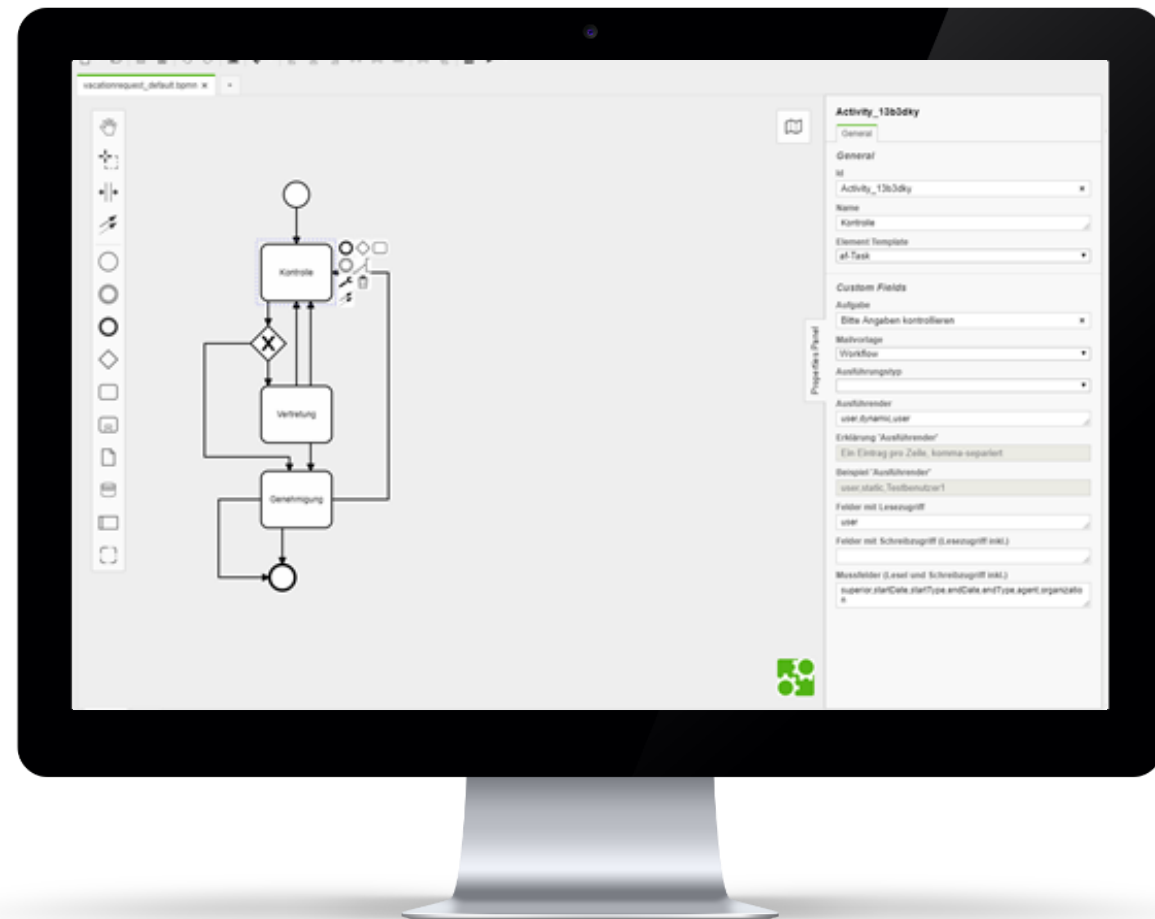 vacationrequest_default.bpmn ×
+
Kontrolle
X
Vertretung
Genehmigung
Properties Panel
Activity_13b3dky
General
General
Id
Activity_13b3dky ×
Name
Kontrolle
Element Template
af-Task
Custom Fields
Aufgabe
Bitte Angaben kontrollieren ×
Mailvorlage
Workflow
Ausführungstyp
Ausführender
user,dynamic,user
Erklärung "Ausführender"
Ein Eintrag pro Zeile, komma-separiert
Beispiel "Ausführender"
user,static,Testbenutzer1
Felder mit Lesezugriff
user
Felder mit Schreibzugriff (Lesezugriff inkl.)
Mussfelder (Lesel und Schreibzugriff inkl.)
superior,startDate,startType,endDate,endType,agent,organizatio
n